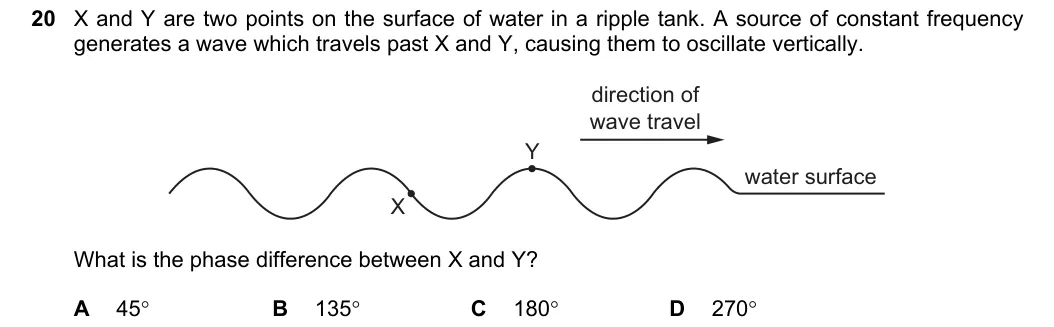 20 X and Y are two points on the surface of water in a ripple tank. A source of constant frequency
generates a wave which travels past X and Y, causing them to oscillate vertically.
direction of
wave travel
Y
water surface
X
What is the phase difference between X and Y?
A 45° B 135° C 180° D 270°